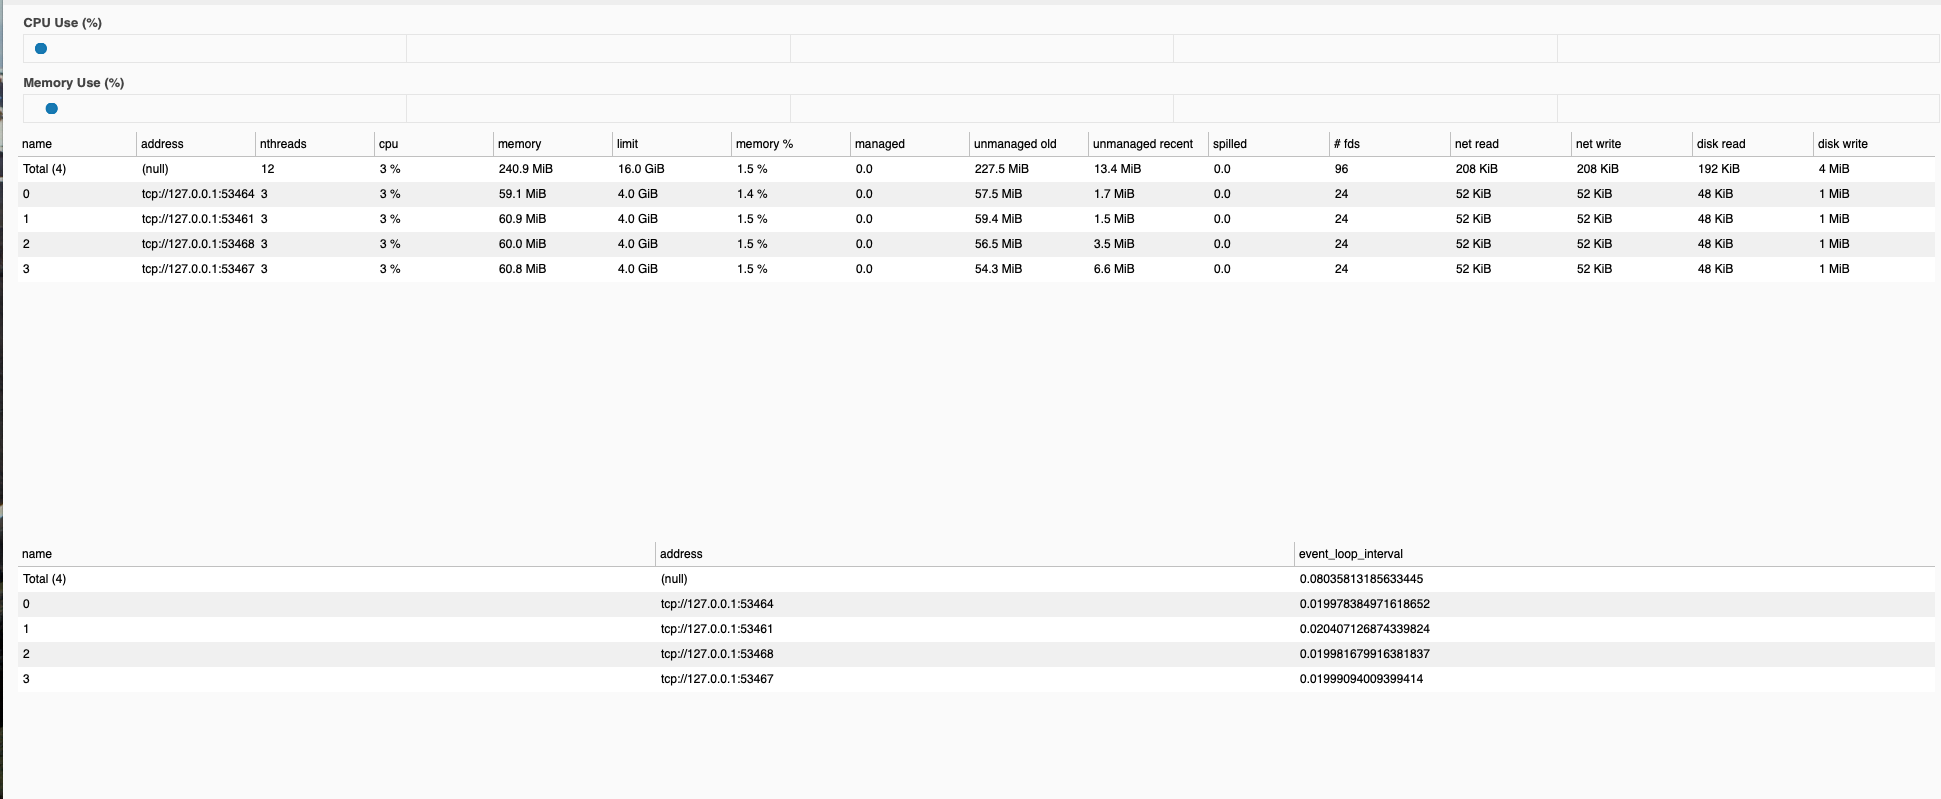 CPU Use (%)
Memory Use (%)
name address nthreads cpu memory limit memory % managed unmanaged old unmanaged recent spilled # fds net read net write disk read disk write
Total (4) (null) 12 3 % 240.9 MiB 16.0 GiB 1.5 % 0.0 227.5 MiB 13.4 MiB 0.0 96 208 KiB 208 KiB 192 KiB 4 MiB
0 tcp://127.0.0.1:53464 3 3 % 59.1 MiB 4.0 GiB 1.4 % 0.0 57.5 MiB 1.7 MiB 0.0 24 52 KiB 52 KiB 48 KiB 1 MiB
1 tcp://127.0.0.1:53461 3 3 % 60.9 MiB 4.0 GiB 1.5 % 0.0 59.4 MiB 1.5 MiB 0.0 24 52 KiB 52 KiB 48 KiB 1 MiB
2 tcp://127.0.0.1:53468 3 3 % 60.0 MiB 4.0 GiB 1.5 % 0.0 56.5 MiB 3.5 MiB 0.0 24 52 KiB 52 KiB 48 KiB 1 MiB
3 tcp://127.0.0.1:53467 3 3 % 60.8 MiB 4.0 GiB 1.5 % 0.0 54.3 MiB 6.6 MiB 0.0 24 52 KiB 52 KiB 48 KiB 1 MiB
name address event_loop_interval
Total (4) (null) 0.08035813185633445
0 tcp://127.0.0.1:53464 0.019978384971618652
1 tcp://127.0.0.1:53461 0.020407126874339824
2 tcp://127.0.0.1:53468 0.019981679916381837
3 tcp://127.0.0.1:53467 0.01999094009399414